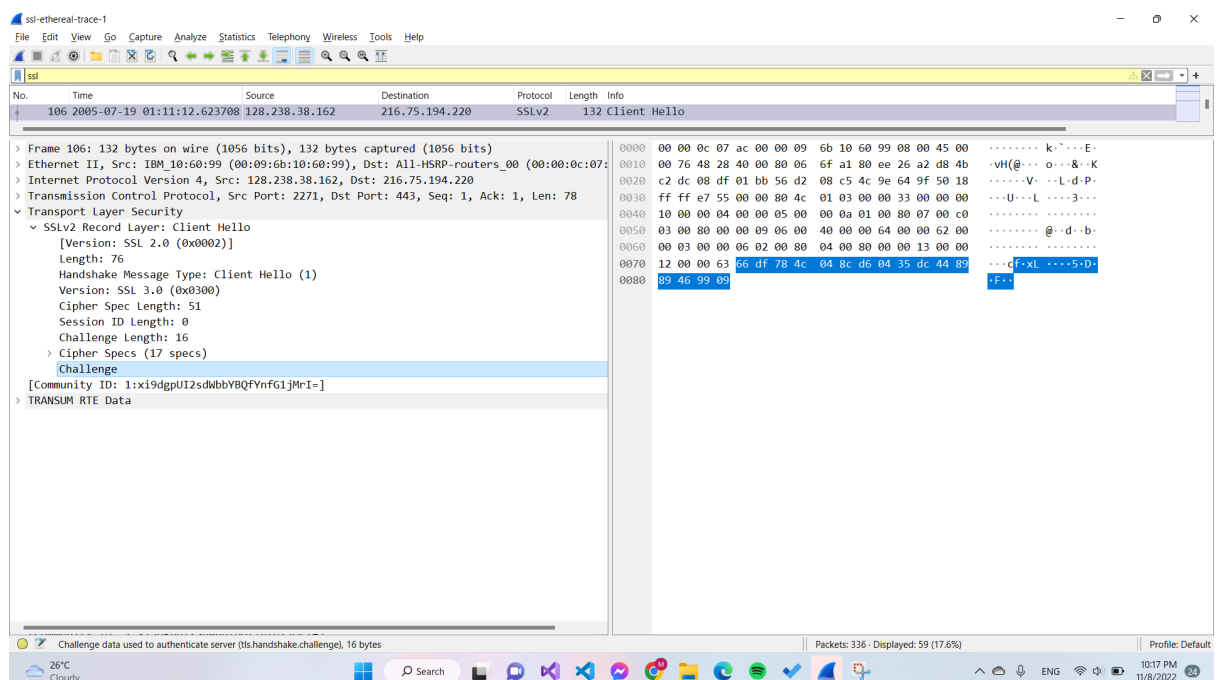 ssl-ethereal-trace-1
File Edit View Go Capture Analyze Statistics Telephony Wireless Tools Help
ssl
No. Time Source Destination Protocol Length Info
106 2005-07-19 01:11:12.623708 128.238.38.162 216.75.194.220 SSLv2 132 Client Hello
Frame 106: 132 bytes on wire (1056 bits), 132 bytes captured (1056 bits)
Ethernet II, Src: IBM_10:60:99 (00:09:6b:10:60:99), Dst: All-HSRP-routers_00 (00:00:0c:07:
Internet Protocol Version 4, Src: 128.238.38.162, Dst: 216.75.194.220
Transmission Control Protocol, Src Port: 2271, Dst Port: 443, Seq: 1, Ack: 1, Len: 78
Transport Layer Security
SSLv2 Record Layer: Client Hello
[Version: SSL 2.0 (0x0002)]
Length: 76
Handshake Message Type: Client Hello (1)
Version: SSL 3.0 (0x0300)
Cipher Spec Length: 51
Session ID Length: 0
Challenge Length: 16
Cipher Specs (17 specs)
Challenge
[Community ID: 1:xi9dgpUI2sdWbbYBQfYnfG1jMrI=]
TRANSUM RTE Data
0000 00 00 0c 07 ac 00 00 09 6b 10 60 99 08 00 45 00 ········ k·`···E·
0010 00 76 48 28 40 00 80 06 6f a1 80 ee 26 a2 d8 4b ·vH(@··· o···&··K
0020 c2 dc 08 df 01 bb 56 d2 08 c5 4c 9e 64 9f 50 18 ······V· ··L·d·P·
0030 ff ff e7 55 00 00 80 4c 01 03 00 00 33 00 00 00 ···U···L ····3···
0040 10 00 00 04 00 00 05 00 00 0a 01 00 80 07 00 c0 ········ ········
0050 03 00 80 00 00 09 06 00 40 00 00 64 00 00 62 00 ········ @··d··b·
0060 00 03 00 00 06 02 00 80 04 00 80 00 00 13 00 00 ········ ········
0070 12 00 00 63 66 df 78 4c 04 8c d6 04 35 dc 44 89 ···cf·xL ····5·D·
0080 89 46 99 09 ·F··
Challenge data used to authenticate server (tls.handshake.challenge), 16 bytes
Packets: 336 · Displayed: 59 (17.6%)
Profile: Default
26°C
Cloudy
Search
ENG
10:17 PM
11/8/2022
24